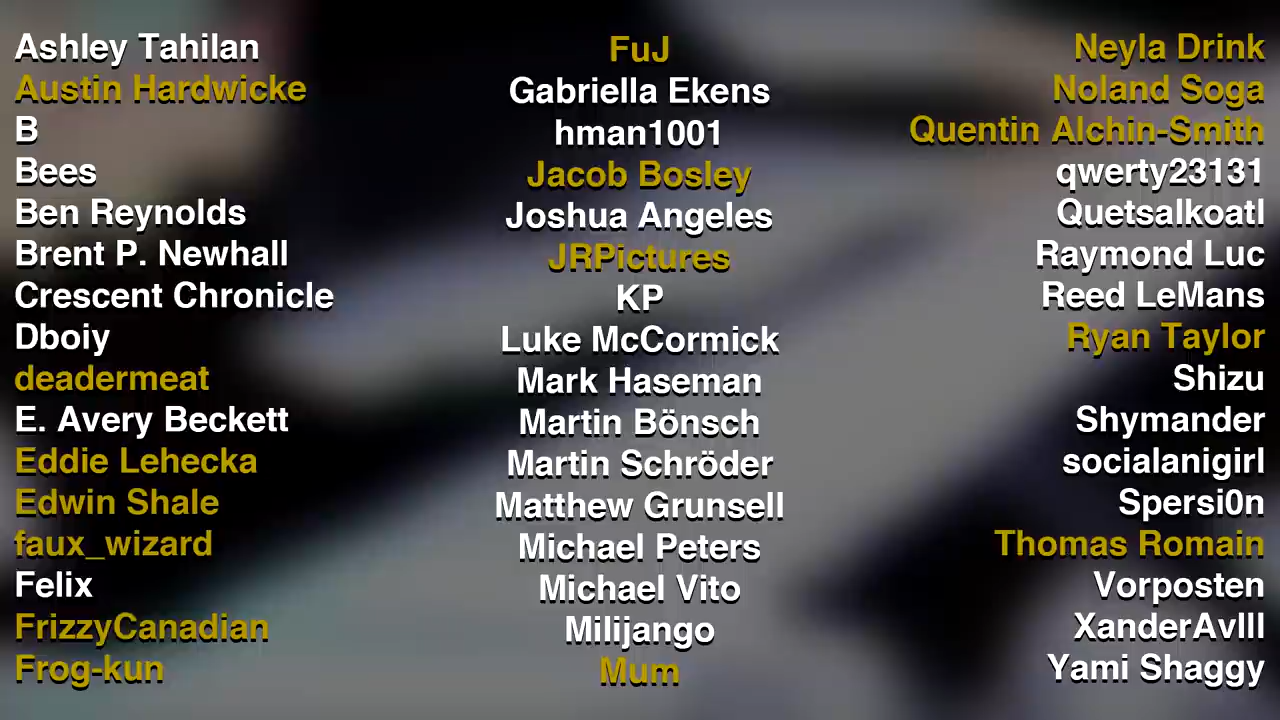 Ashley Tahilan
Austin Hardwicke
B
Bees
Ben Reynolds
Brent P. Newhall
Crescent Chronicle
Dboiy
deadermeat
E. Avery Beckett
Eddie Lehecka
Edwin Shale
faux_wizard
Felix
FrizzyCanadian
Frog-kun
FuJ
Gabriella Ekens
hman1001
Jacob Bosley
Joshua Angeles
JRPictures
KP
Luke McCormick
Mark Haseman
Martin Bönsch
Martin Schröder
Matthew Grunsell
Michael Peters
Michael Vito
Milijango
Mum
Neyla Drink
Noland Soga
Quentin Alchin-Smith
qwerty23131
Quetsalkoatl
Raymond Luc
Reed LeMans
Ryan Taylor
Shizu
Shymander
socialanigirl
Spersi0n
Thomas Romain
Vorposten
XanderAvIII
Yami Shaggy